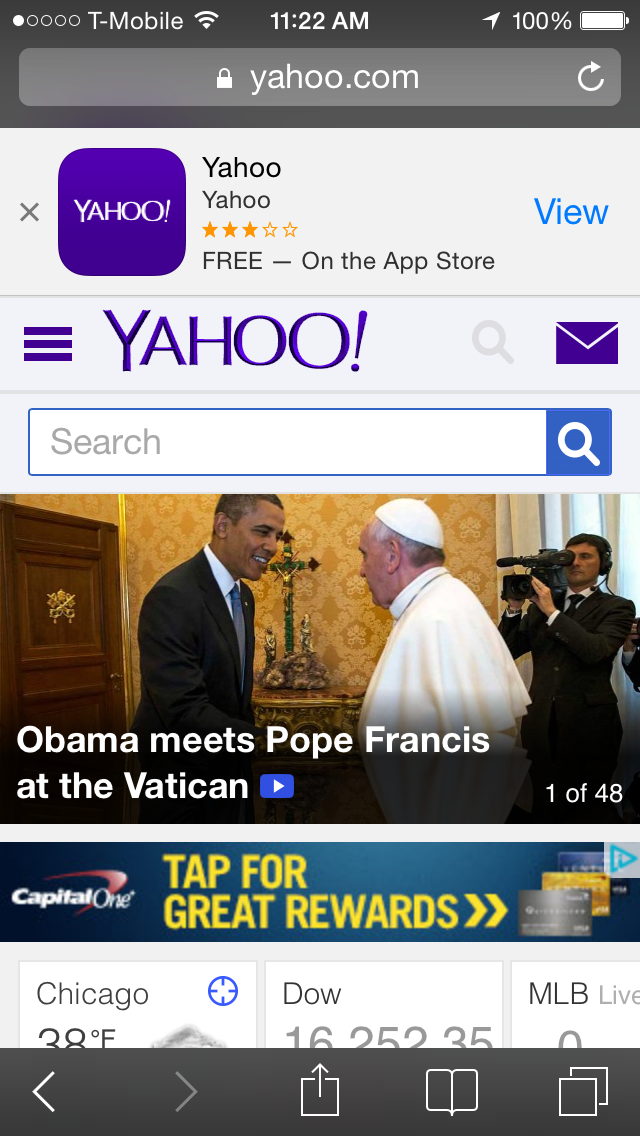 T-Mobile 11:22 AM 100%
yahoo.com
YAHOO!
Yahoo
Yahoo
FREE — On the App Store
View
YAHOO!
Search
Obama meets Pope Francis
at the Vatican
1 of 48
Capital One
TAP FOR
GREAT REWARDS
Chicago
38°F
Dow
16,252.35
MLB Live
0